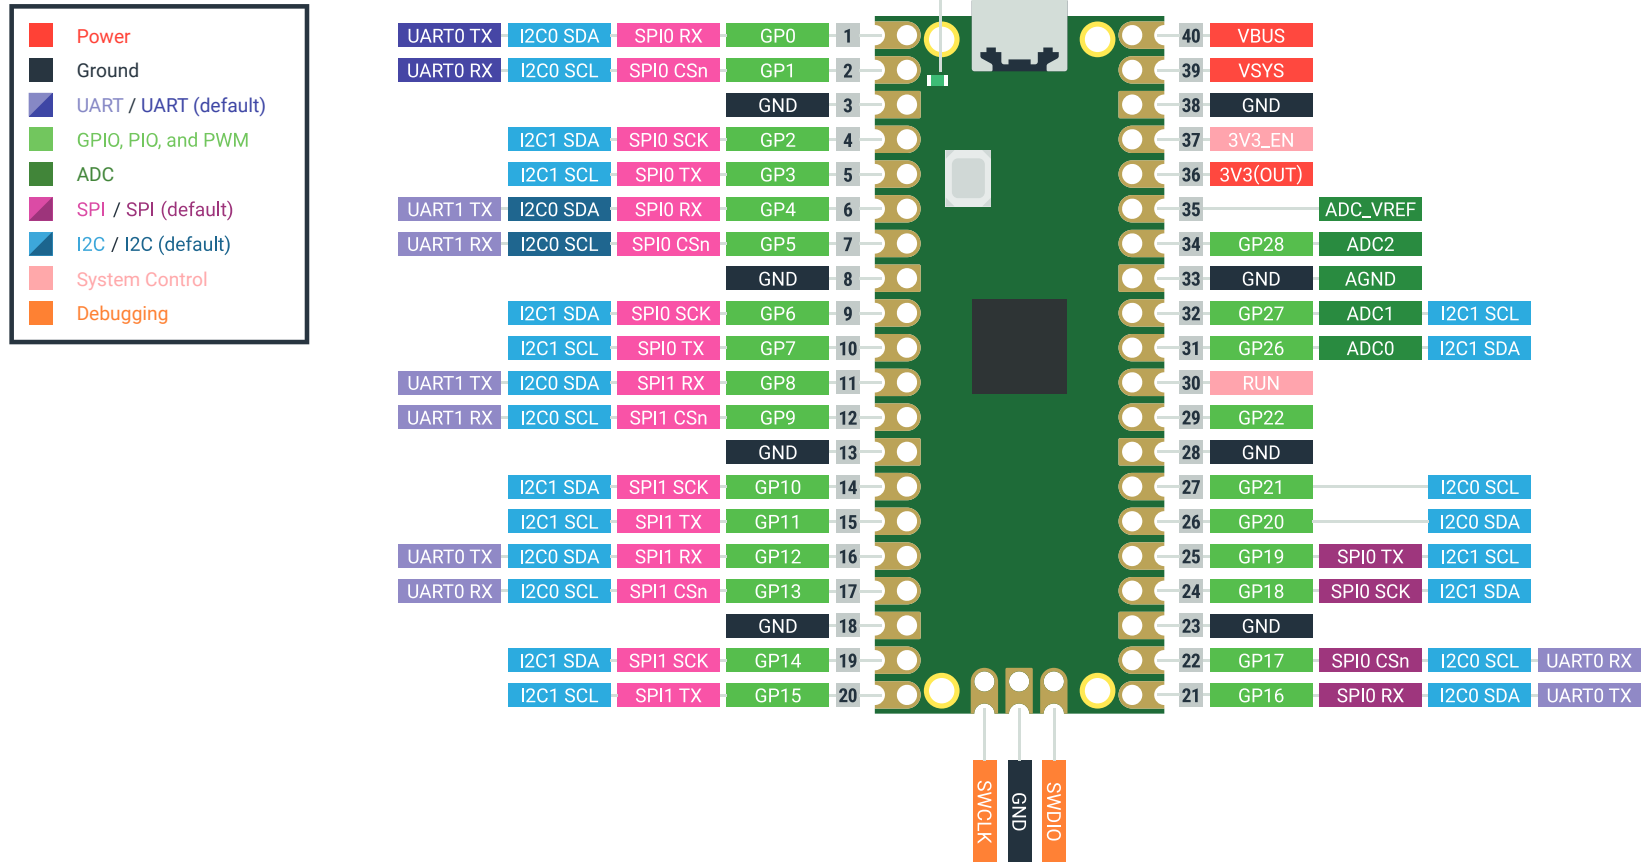 Power
Ground
UART / UART (default)
GPIO, PIO, and PWM
ADC
SPI / SPI (default)
I2C / I2C (default)
System Control
Debugging
UART0 TX I2C0 SDA SPI0 RX GP0 1 40 VBUS
UART0 RX I2C0 SCL SPI0 CSn GP1 2 39 VSYS
GND 3 38 GND
I2C1 SDA SPI0 SCK GP2 4 37 3V3_EN
I2C1 SCL SPI0 TX GP3 5 36 3V3(OUT)
UART1 TX I2C0 SDA SPI0 RX GP4 6 35 ADC_VREF
UART1 RX I2C0 SCL SPI0 CSn GP5 7 34 GP28 ADC2
GND 8 33 GND AGND
I2C1 SDA SPI0 SCK GP6 9 32 GP27 ADC1 I2C1 SCL
I2C1 SCL SPI0 TX GP7 10 31 GP26 ADC0 I2C1 SDA
UART1 TX I2C0 SDA SPI1 RX GP8 11 30 RUN
UART1 RX I2C0 SCL SPI1 CSn GP9 12 29 GP22
GND 13 28 GND
I2C1 SDA SPI1 SCK GP10 14 27 GP21 I2C0 SCL
I2C1 SCL SPI1 TX GP11 15 26 GP20 I2C0 SDA
UART0 TX I2C0 SDA SPI1 RX GP12 16 25 GP19 SPI0 TX I2C1 SCL
UART0 RX I2C0 SCL SPI1 CSn GP13 17 24 GP18 SPI0 SCK I2C1 SDA
GND 18 23 GND
I2C1 SDA SPI1 SCK GP14 19 22 GP17 SPI0 CSn I2C0 SCL UART0 RX
I2C1 SCL SPI1 TX GP15 20 21 GP16 SPI0 RX I2C0 SDA UART0 TX
SWCLK
GND
SWDIO